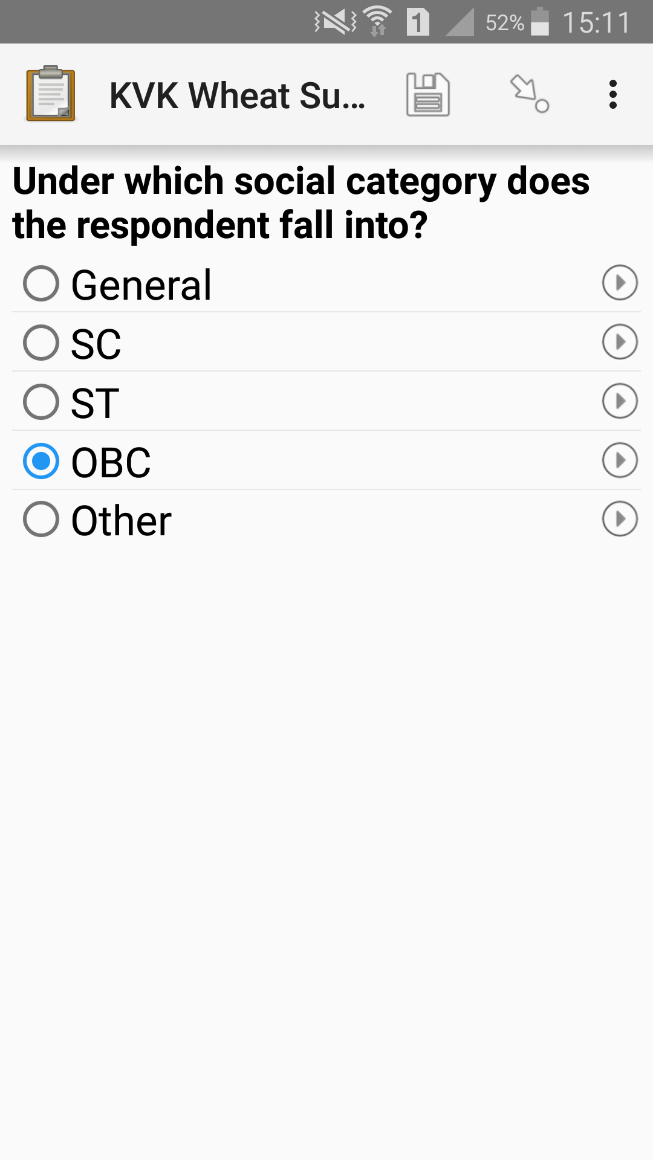 1 52% 15:11
KVK Wheat Su...
Under which social category does
the respondent fall into?
General
SC
ST
OBC
Other